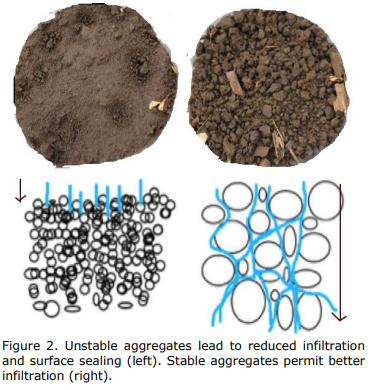 Figure 2. Unstable aggregates lead to reduced infiltration
and surface sealing (left). Stable aggregates permit better
infiltration (right).